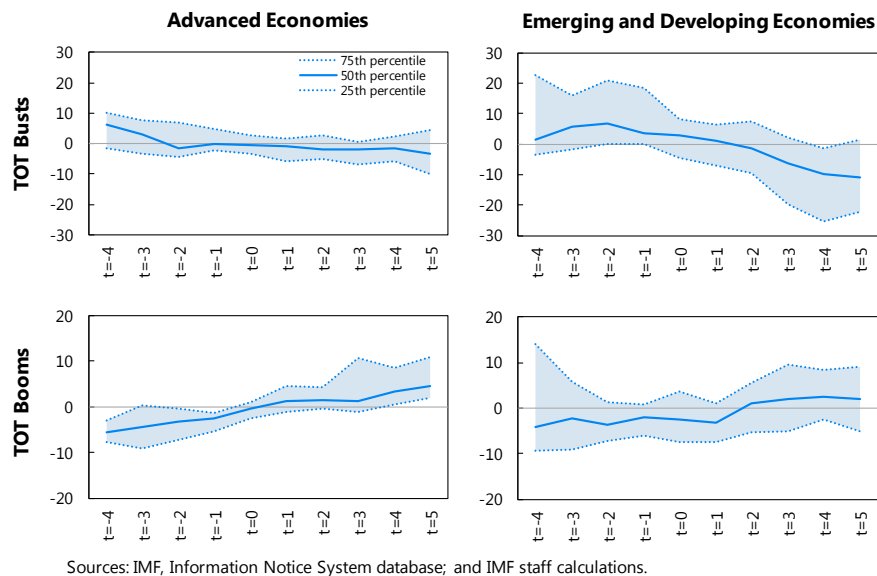 Advanced Economies
Emerging and Developing Economies
TOT Busts
30
20
10
0
-10
-20
-30
75th percentile
50th percentile
25th percentile
t=-4
t=-3
t=-2
t=-1
t=0
t=1
t=2
t=3
t=4
t=5
30
20
10
0
-10
-20
-30
t=-4
t=-3
t=-2
t=-1
t=0
t=1
t=2
t=3
t=4
t=5
TOT Booms
20
10
0
-10
-20
t=-4
t=-3
t=-2
t=-1
t=0
t=1
t=2
t=3
t=4
t=5
20
10
0
-10
-20
t=-4
t=-3
t=-2
t=-1
t=0
t=1
t=2
t=3
t=4
t=5
Sources: IMF, Information Notice System database; and IMF staff calculations.